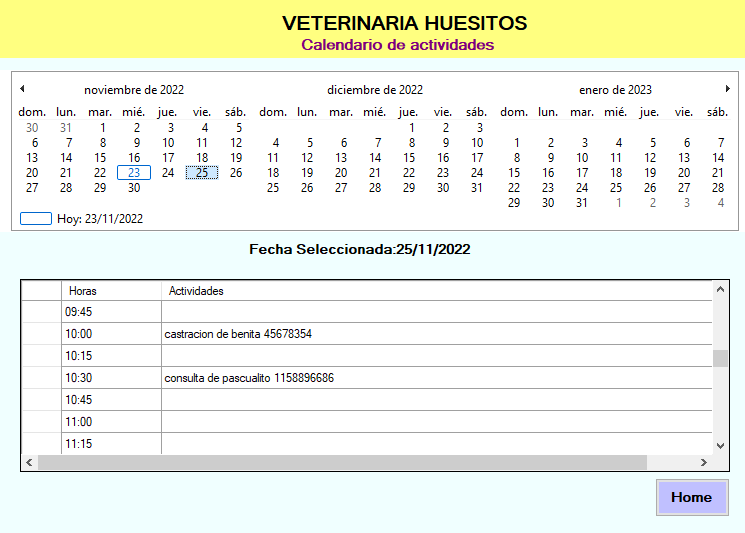 VETERINARIA HUESITOS
Calendario de actividades
noviembre de 2022 diciembre de 2022 enero de 2023
dom. lun. mar. mié. jue. vie. sáb. dom. lun. mar. mié. jue. vie. sáb. dom. lun. mar. mié. jue. vie. sáb.
30 31 1 2 3 4 5 1 2 3
6 7 8 9 10 11 12 4 5 6 7 8 9 10 1 2 3 4 5 6 7
13 14 15 16 17 18 19 11 12 13 14 15 16 17 8 9 10 11 12 13 14
20 21 22 23 24 25 26 18 19 20 21 22 23 24 15 16 17 18 19 20 21
27 28 29 30 25 26 27 28 29 30 31 22 23 24 25 26 27 28
29 30 31 1 2 3 4
Hoy: 23/11/2022
Fecha Seleccionada:25/11/2022
Horas Actividades
09:45
10:00 castracion de benita 45678354
10:15
10:30 consulta de pascualito 1158896686
10:45
11:00
11:15
Home